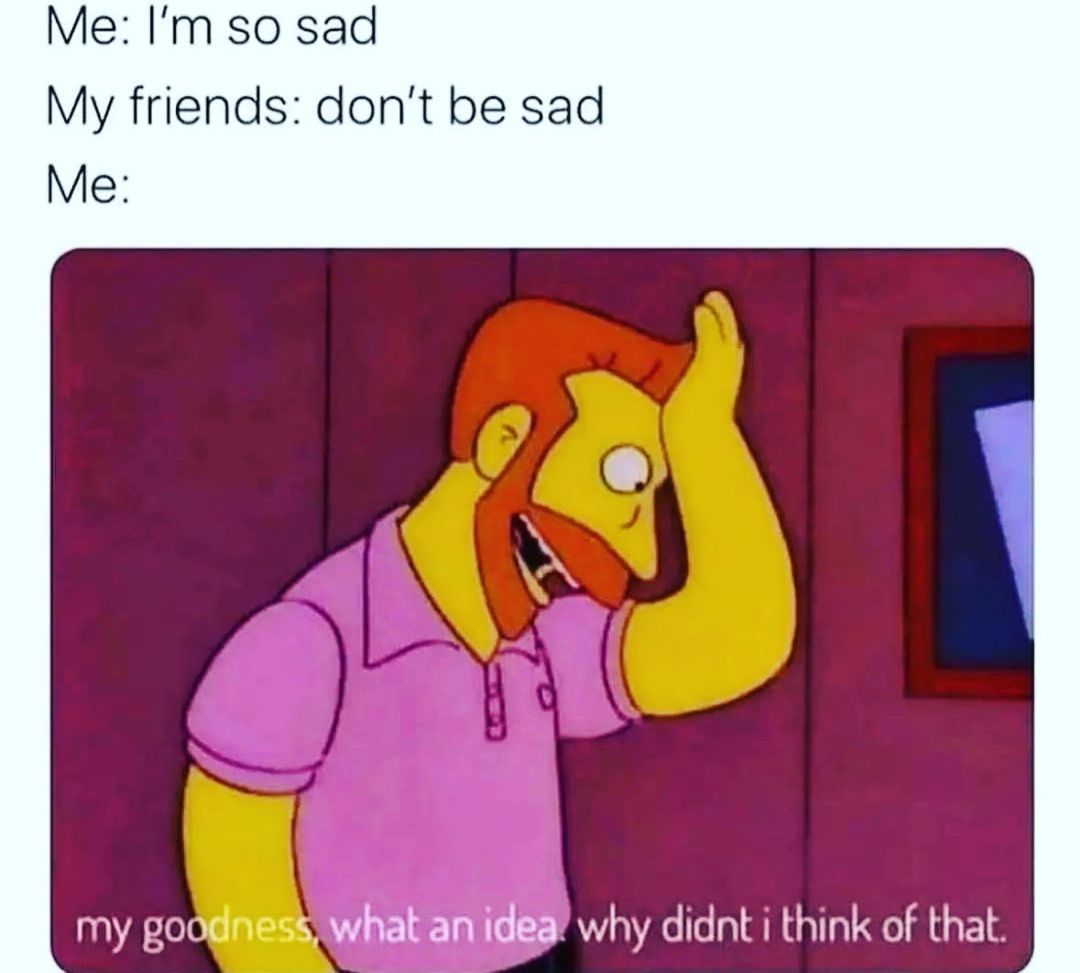 Me: I'm so sad
My friends: don't be sad
Me:
my goodness, what an idea. why didnt i think of that.